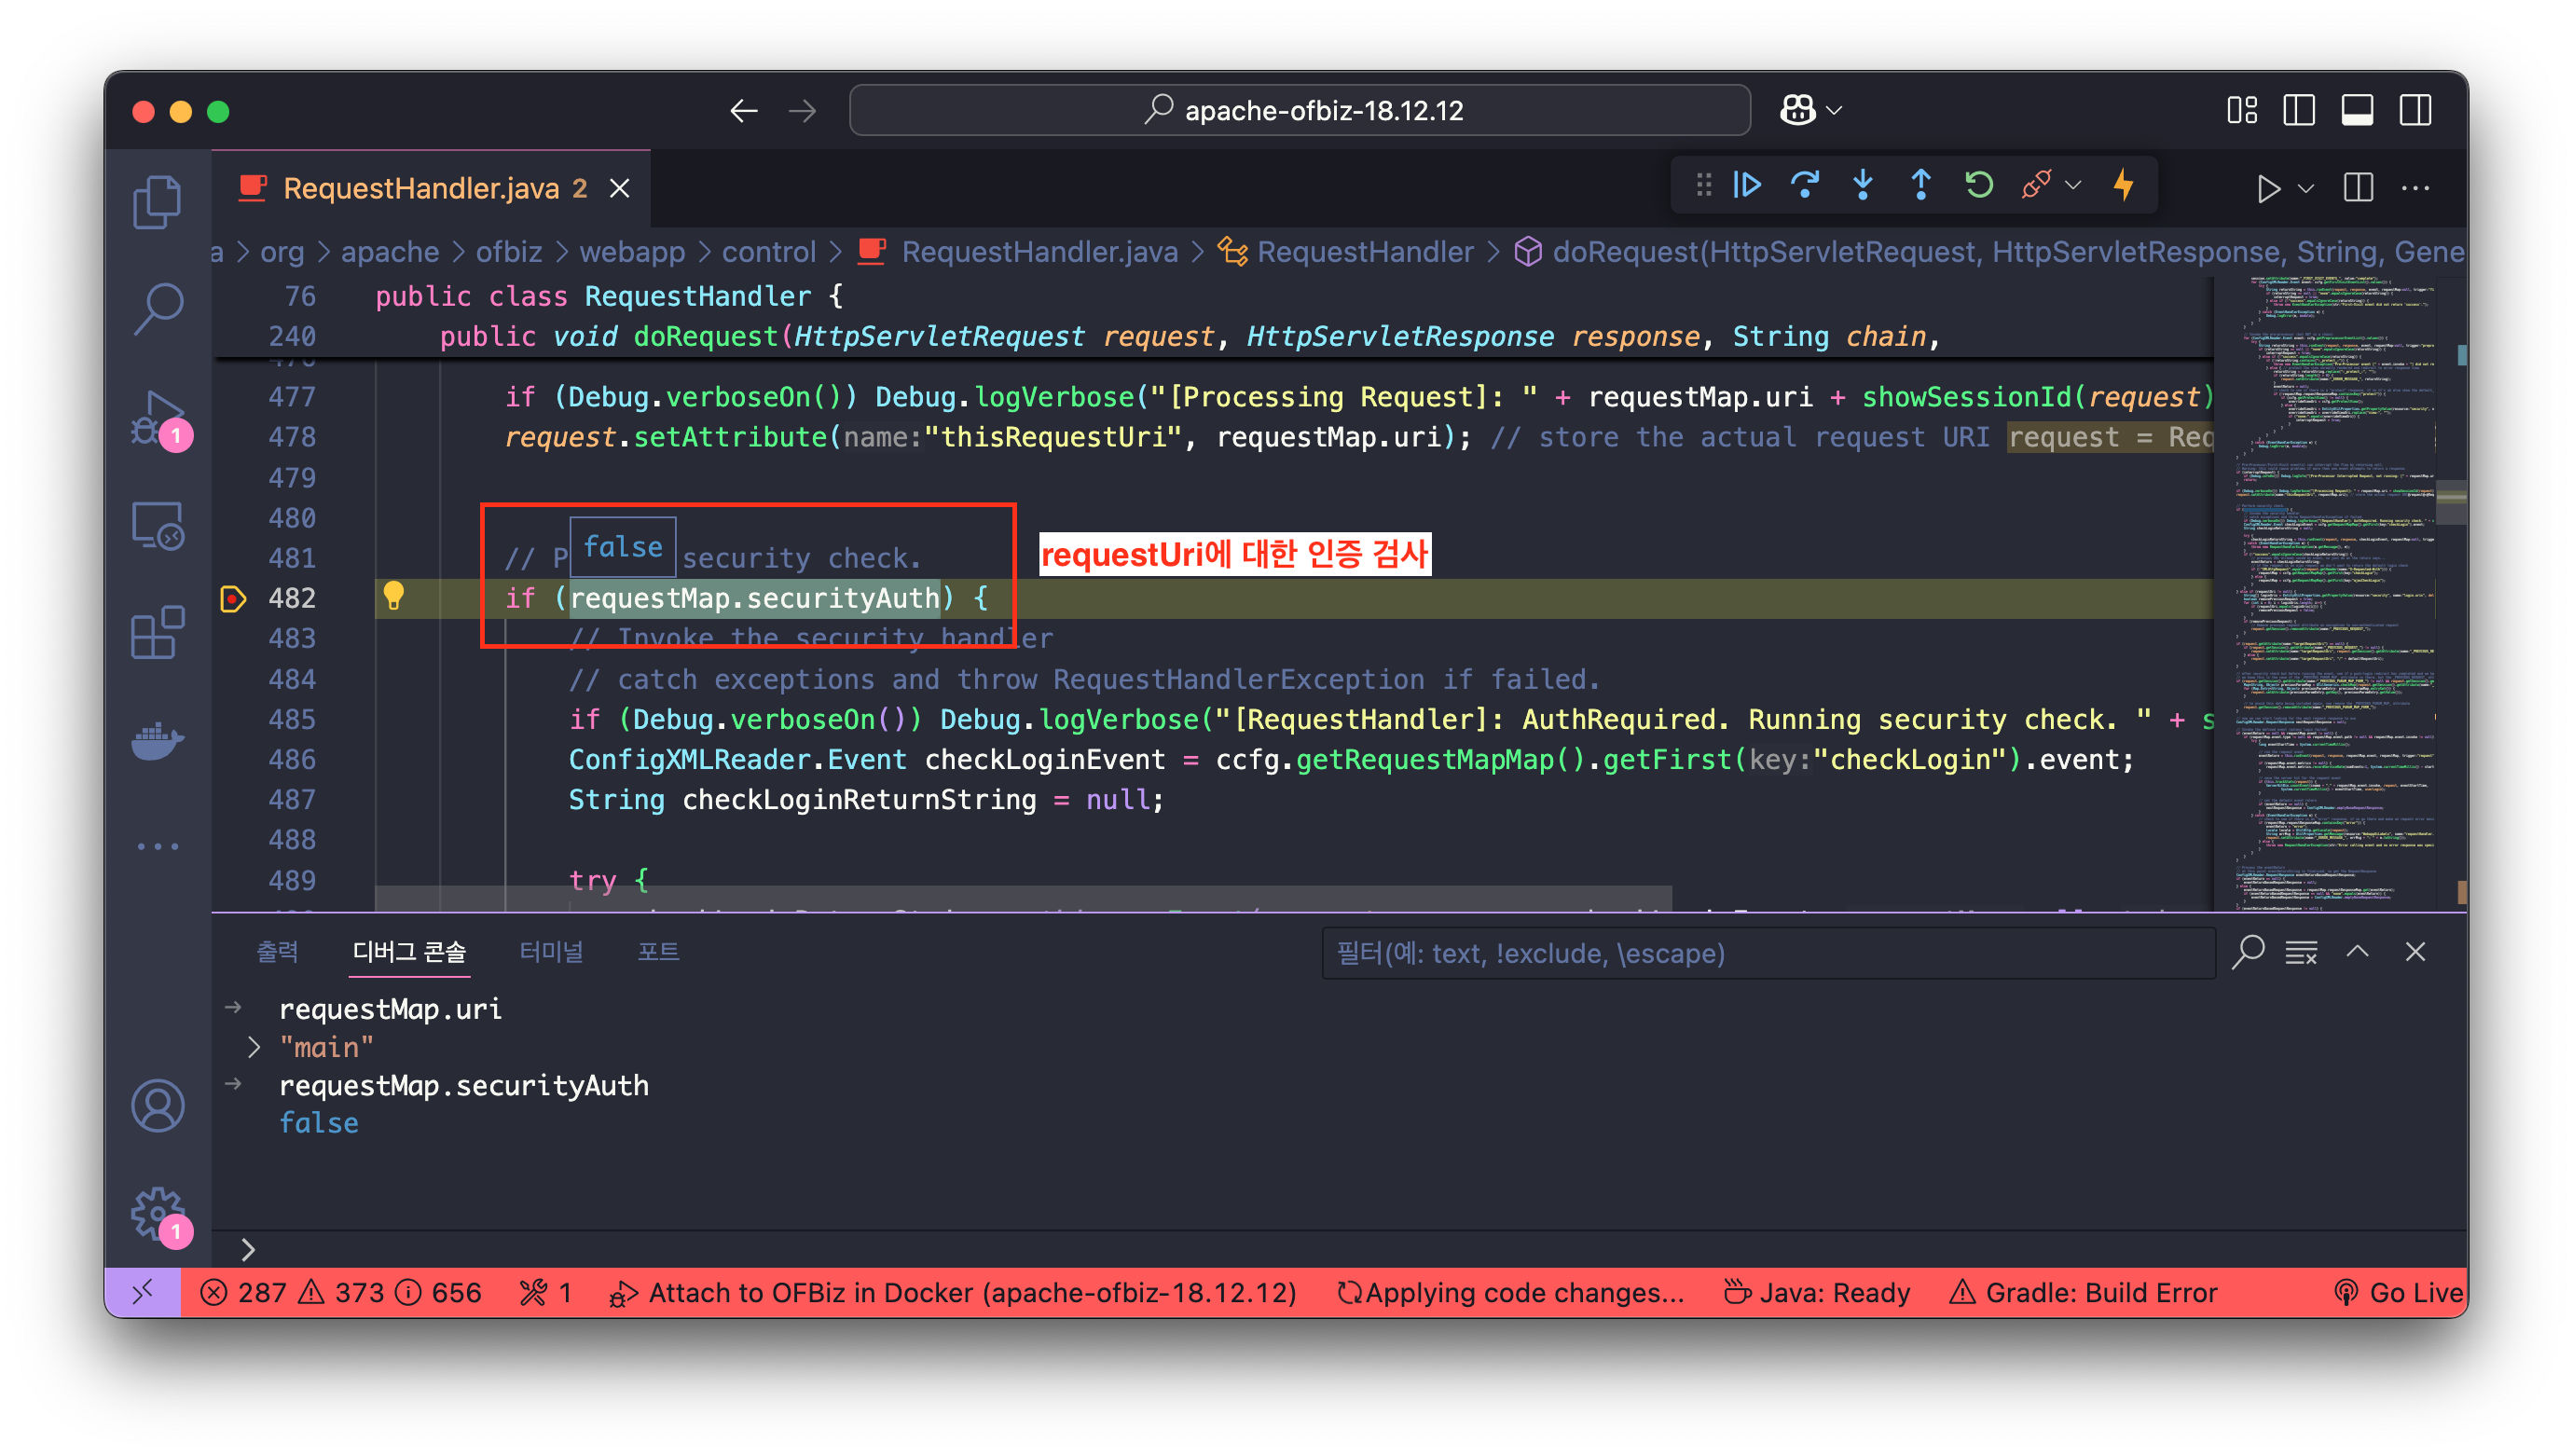 apache-ofbiz-18.12.12
RequestHandler.java 2
a > org > apache > ofbiz > webapp > control > RequestHandler.java > RequestHandler > doRequest(HttpServletRequest, HttpServletResponse, String, Gene
76 public class RequestHandler {
240 public void doRequest(HttpServletRequest request, HttpServletResponse response, String chain,
477 if (Debug.verboseOn()) Debug.logVerbose("[Processing Request]: " + requestMap.uri + showSessionId(request)
478 request.setAttribute(name:"thisRequestUri", requestMap.uri); // store the actual request URI request = Req
479
480
false
481 // P security check.
requestUri에 대한 인증 검사
482 if (requestMap.securityAuth) {
483 // Invoke the security handler
484 // catch exceptions and throw RequestHandlerException if failed.
485 if (Debug.verboseOn()) Debug.logVerbose("[RequestHandler]: AuthRequired. Running security check. " + s
486 ConfigXMLReader.Event checkLoginEvent = ccfg.getRequestMapMap().getFirst(key:"checkLogin").event;
487 String checkLoginReturnString = null;
488
489 try {
출력 디버그 콘솔 터미널 포트 필터(예: text, !exclude, \escape)
requestMap.uri
"main"
requestMap.securityAuth
false
1
1
287 373 656 1 Attach to OFBiz in Docker (apache-ofbiz-18.12.12) Applying code changes... Java: Ready Gradle: Build Error Go Live